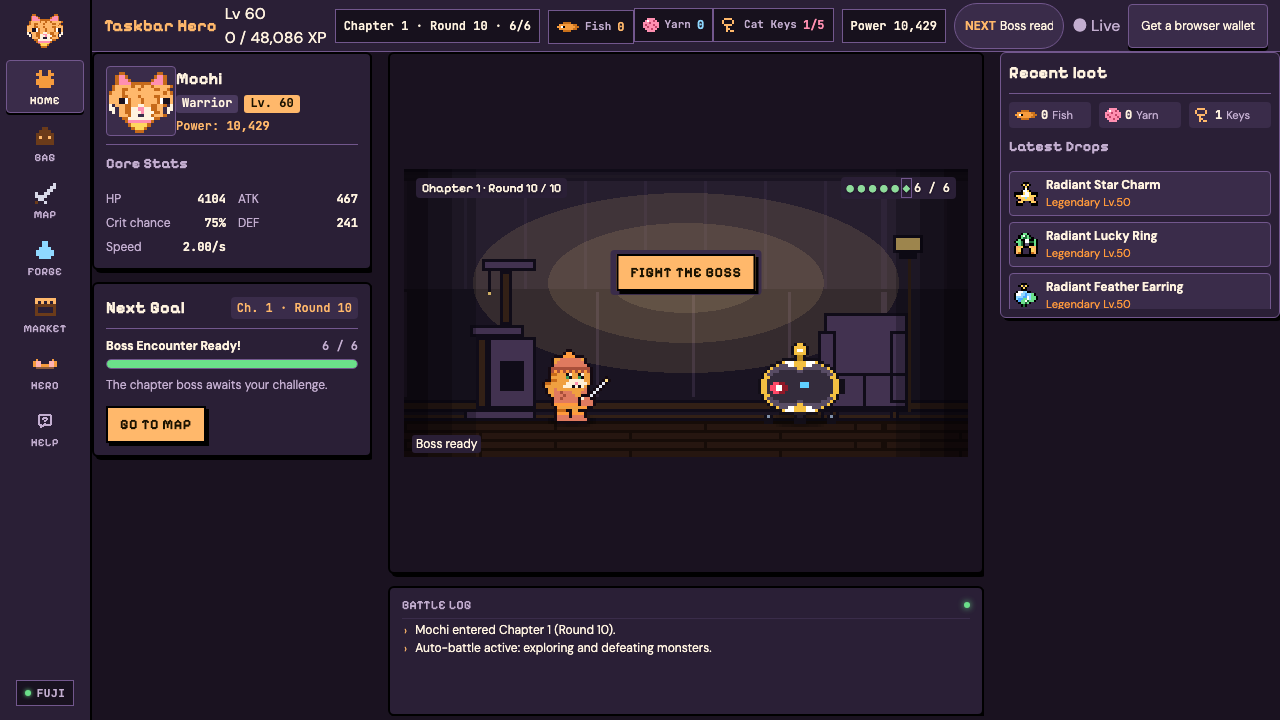 Taskbar Hero
Lv 60
0 / 48,086 XP
Chapter 1 · Round 10 · 6/6
Fish 0
Yarn 0
Cat Keys 1/5
Power 10,429
NEXT Boss read
Live
Get a browser wallet
HOME
BAG
MAP
FORGE
MARKET
HERO
HELP
FUJI
Mochi
Warrior Lv. 60
Power: 10,429
Core Stats
HP 4104 ATK 467
Crit chance 75% DEF 241
Speed 2.00/s
Next Goal Ch. 1 · Round 10
Boss Encounter Ready! 6 / 6
The chapter boss awaits your challenge.
GO TO MAP
Chapter 1 · Round 10 / 10
6 / 6
FIGHT THE BOSS
Boss ready
BATTLE LOG
› Mochi entered Chapter 1 (Round 10).
› Auto-battle active: exploring and defeating monsters.
Recent loot
0 Fish
0 Yarn
1 Keys
Latest Drops
Radiant Star Charm
Legendary Lv.50
Radiant Lucky Ring
Legendary Lv.50
Radiant Feather Earring
Legendary Lv.50